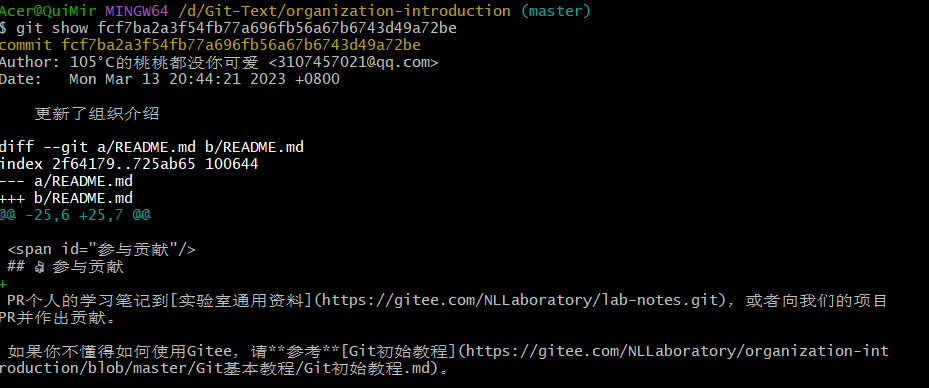 Acer@QuiMir MINGW64 /d/Git-Text/organization-introduction (master)
$ git show fcf7ba2a3f54fb77a696fb56a67b6743d49a72be
commit fcf7ba2a3f54fb77a696fb56a67b6743d49a72be
Author: 105°C的桃桃都没你可爱 <3107457021@qq.com>
Date:   Mon Mar 13 20:44:21 2023 +0800
更新了组织介绍
diff --git a/README.md b/README.md
index 2f64179..725ab65 100644
--- a/README.md
+++ b/README.md
@@ -25,6 +25,7 @@
<span id="参与贡献"/>
## 参与贡献
+
PR个人的学习笔记到[实验室通用资料](https://gitee.com/NLLaboratory/lab-notes.git)，或者向我们的项目
PR并作出贡献。
如果你不懂得如何使用Gitee，请**参考**[Git初始教程](https://gitee.com/NLLaboratory/organization-int
roduction/blob/master/Git基本教程/Git初始教程.md)。